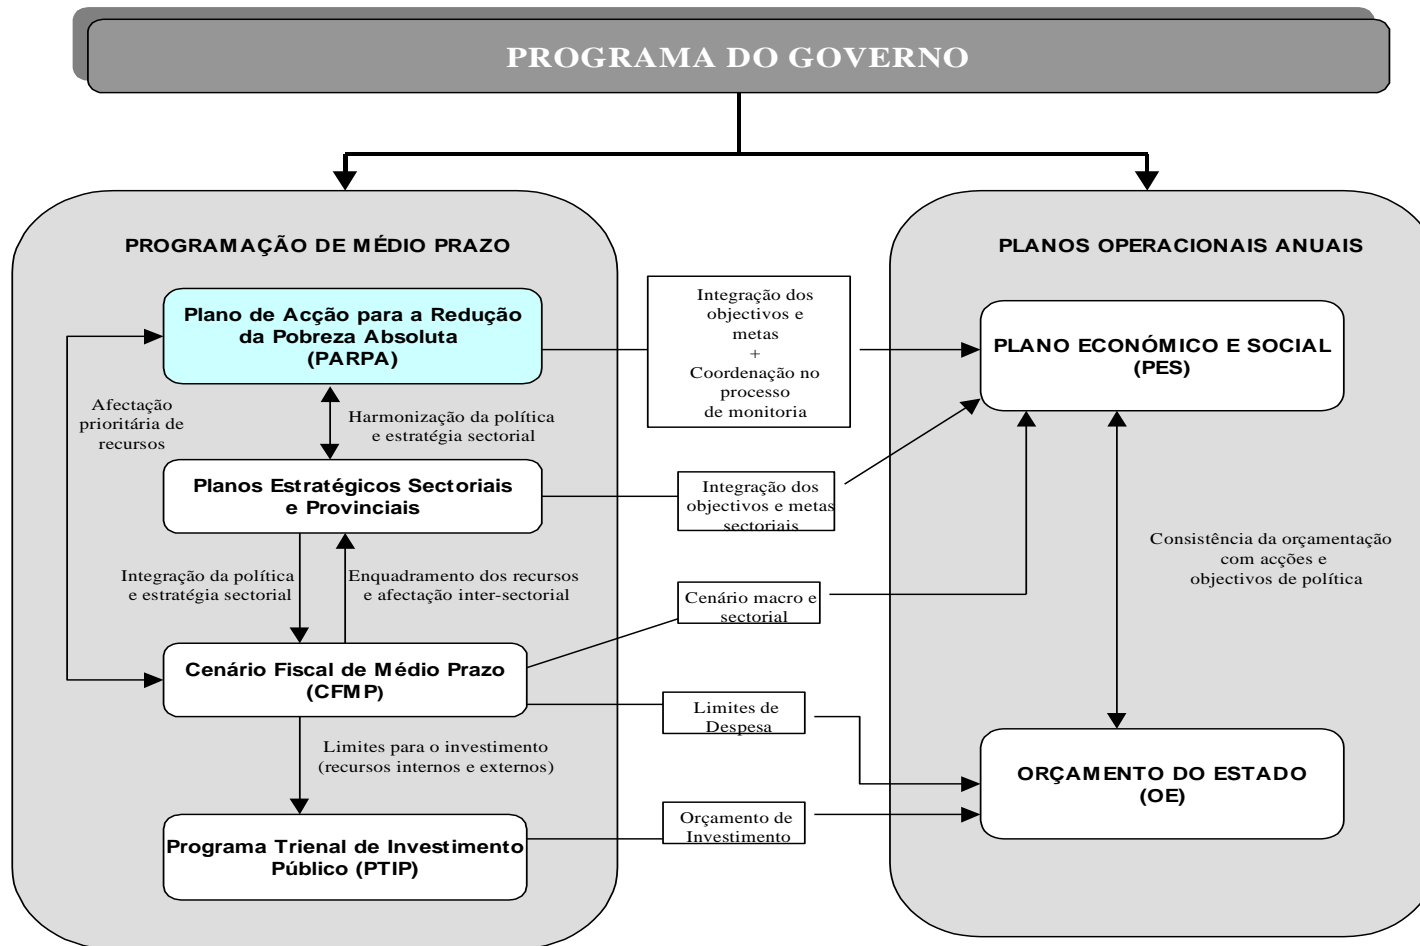 PROGRAMA DO GOVERNO
PROGRAMAÇÃO DE MÉDIO PRAZO
Plano de Acção para a Redução
da Pobreza Absoluta
(PARPA)
Afectação
prioritária de
recursos
Harmonização da política
e estratégia sectorial
Planos Estratégicos Sectoriais
e Provinciais
Integração da política
e estratégia sectorial
Enquadramento dos recursos
e afectação inter-sectorial
Cenário Fiscal de Médio Prazo
(CFMP)
Limites para o investimento
(recursos internos e externos)
Programa Trienal de Investimento
Público (PTIP)
Integração dos
objectivos e
metas
+
Coordenação no
processo
de monitoria
Integração dos
objectivos e metas
sectoriais
Cenário macro e
sectorial
Limites de
Despesa
Orçamento de
Investimento
PLANOS OPERACIONAIS ANUAIS
PLANO ECONÓMICO E SOCIAL
(PES)
Consistência da orçamentação
com acções e
objectivos de política
ORÇAMENTO DO ESTADO
(OE)